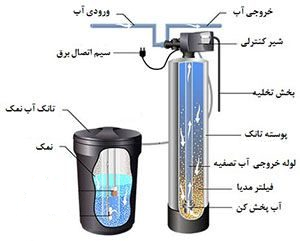 خروجی آب
ورودی آب
شیر کنترلی
سیم اتصال برق
بخش تخلیه
تانک آب نمک
پوسته تانک
نمک
لوله خروجی آب تصفیه
فیلتر مدیا
آب پخش کن